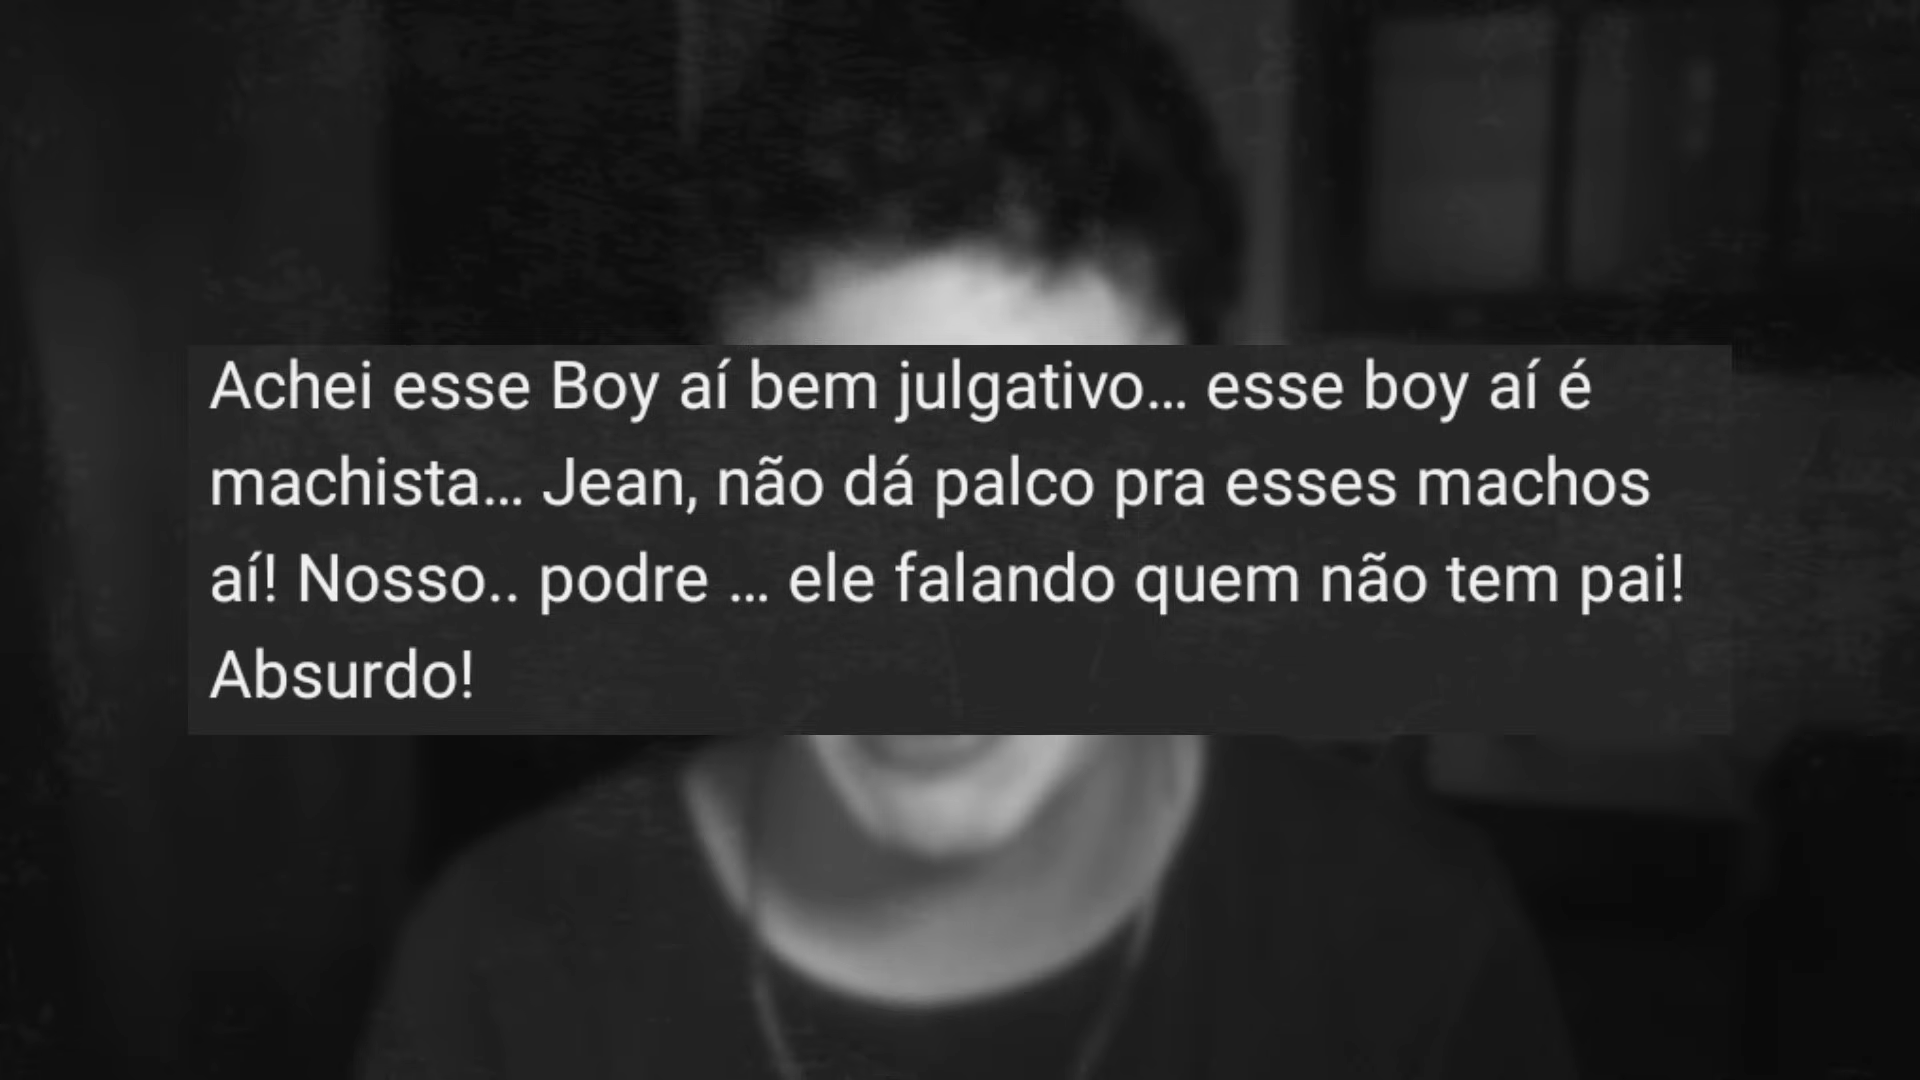 Achei esse Boy aí bem julgativo... esse boy aí é
machista... Jean, não dá palco pra esses machos
aí! Nosso.. podre ... ele falando quem não tem pai!
Absurdo!